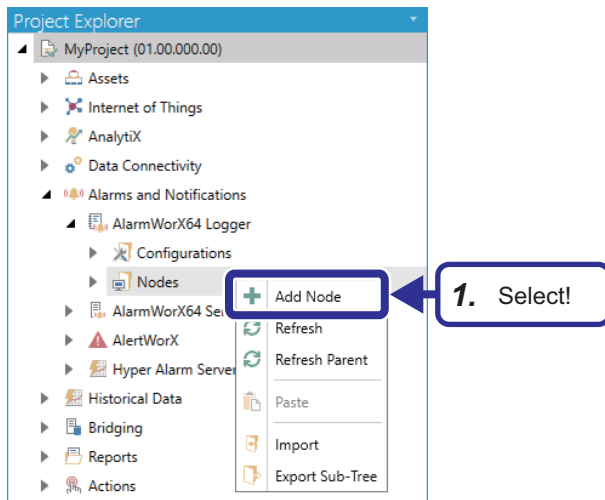 Project Explorer
MyProject (01.00.000.00)
Assets
Internet of Things
AnalytiX
Data Connectivity
Alarms and Notifications
AlarmWorX64 Logger
Configurations
Nodes
Add Node
1. Select!
AlarmWorX64 Se
Refresh
AlertWorX
Refresh Parent
Hyper Alarm Server
Historical Data
Paste
Bridging
Import
Reports
Export Sub-Tree
Actions